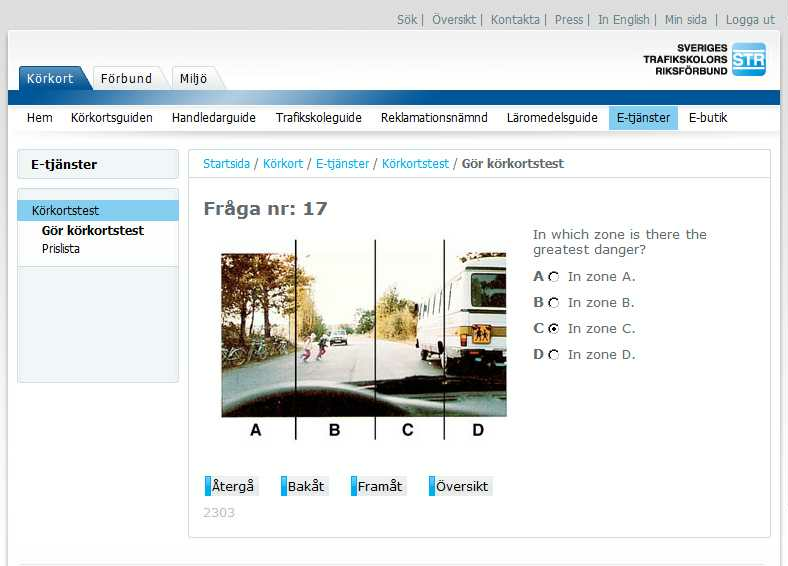 Sök | Översikt | Kontakta | Press | In English | Min sida | Logga ut
SVERIGES
TRAFIKSKOLORS
RIKSFÖRBUND
STR
Körkort Förbund Miljö
Hem Körkortsguiden Handledarguide Trafikskoleguide Reklamationsnämnd Läromedelsguide E-tjänster E-butik
E-tjänster
Körkortstest
Gör körkortstest
Prislista
Startsida / Körkort / E-tjänster / Körkortstest / Gör körkortstest
Fråga nr: 17
In which zone is there the
greatest danger?
A In zone A.
B In zone B.
C In zone C.
D In zone D.
A B C D
Återgå Bakåt Framåt Översikt
2303